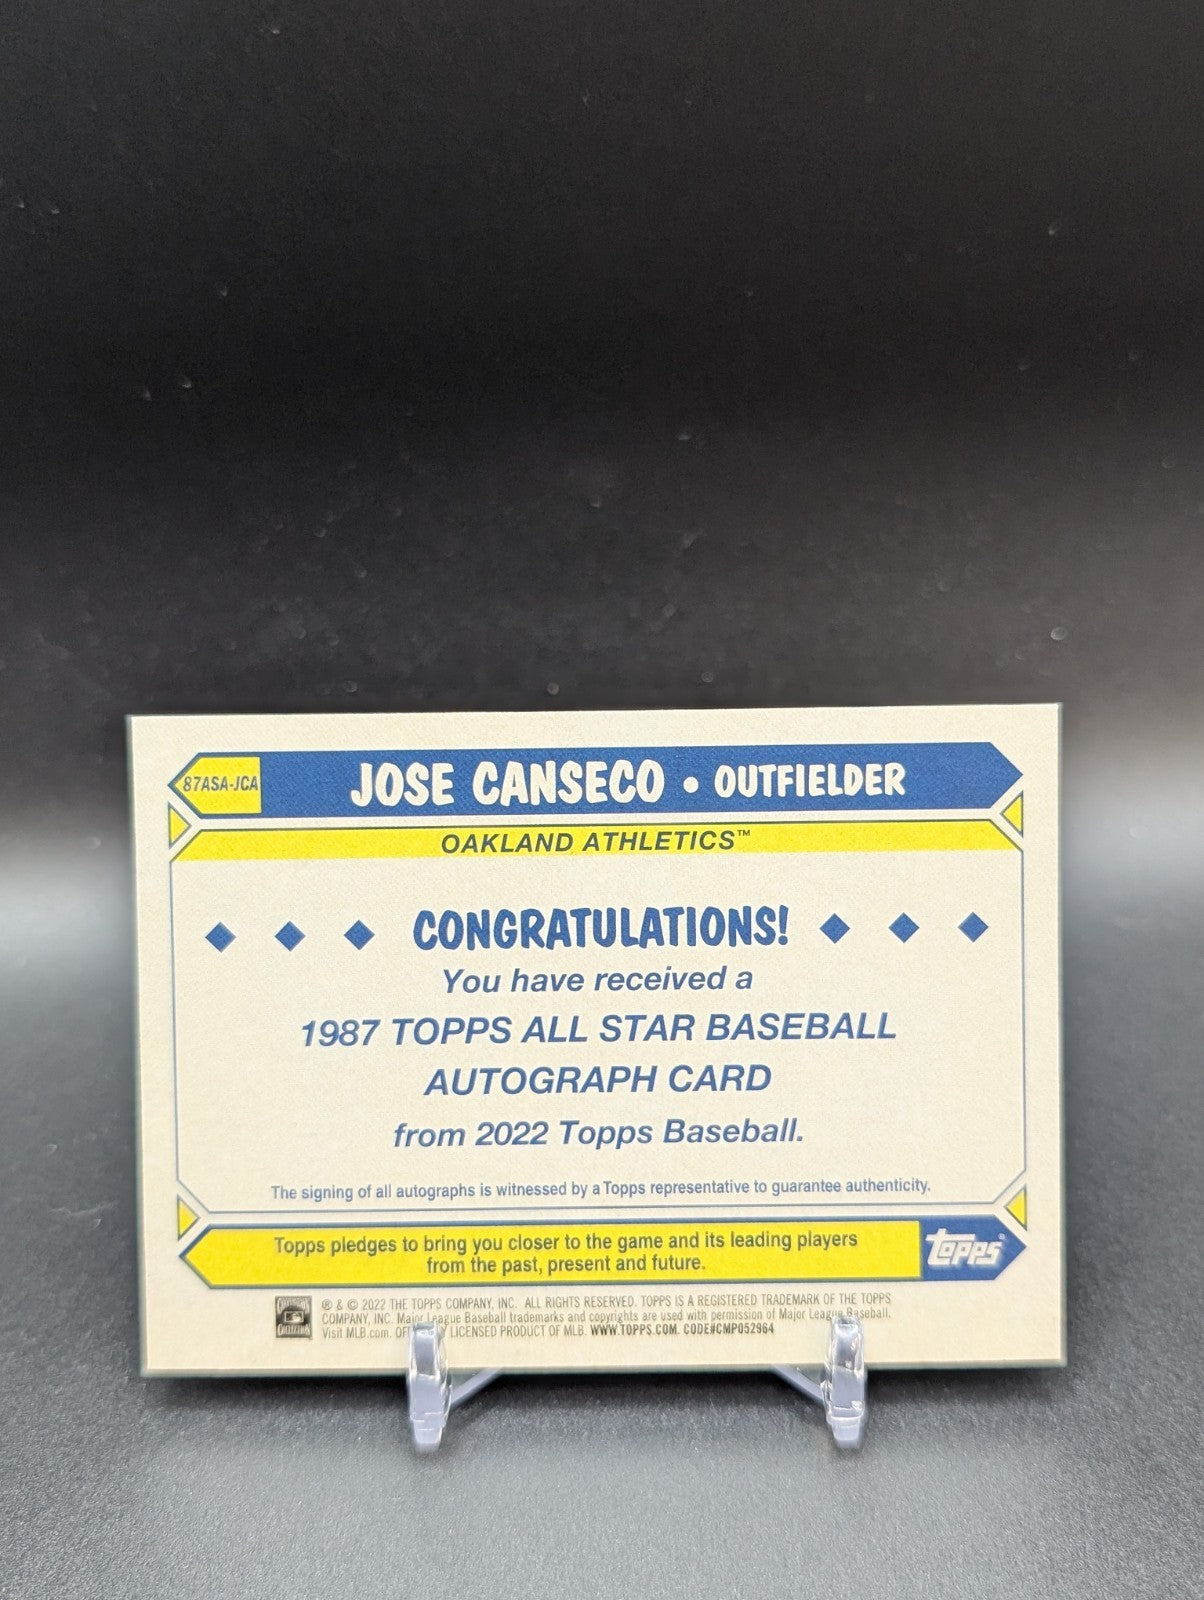 87ASA-JCA
JOSE CANSECO • OUTFIELDER
OAKLAND ATHLETICS™
CONGRATULATIONS!
You have received a
1987 TOPPS ALL STAR BASEBALL
AUTOGRAPH CARD
from 2022 Topps Baseball.
The signing of all autographs is witnessed by a Topps representative to guarantee authenticity.
Topps pledges to bring you closer to the game and its leading players
from the past, present and future.
topps®
® & © 2022 THE TOPPS COMPANY, INC. ALL RIGHTS RESERVED. TOPPS IS A REGISTERED TRADEMARK OF THE TOPPS
COMPANY, INC. Major League Baseball trademarks and copyrights are used with permission of Major League Baseball.
Visit MLB.com. LICENSED PRODUCT OF MLB. WWW.TOPPS.COM. CODE#CMP052964